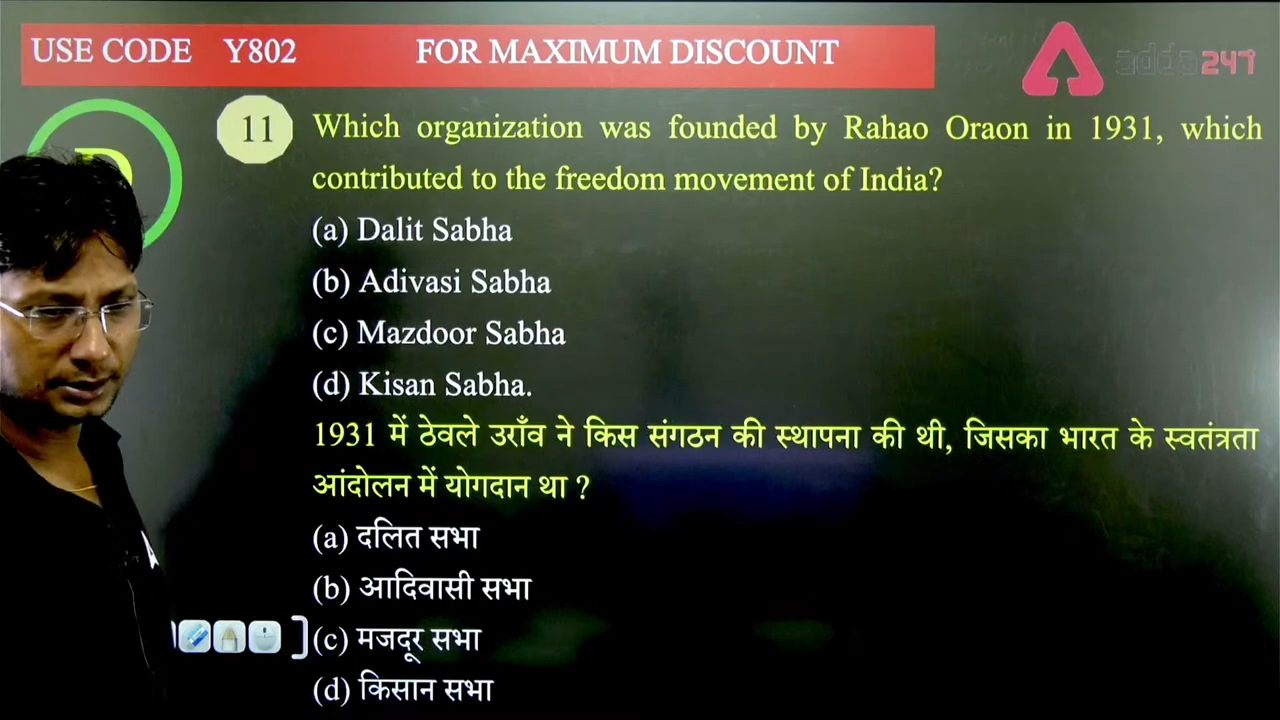 USE CODE Y802 FOR MAXIMUM DISCOUNT
adda247
11 Which organization was founded by Rahao Oraon in 1931, which
contributed to the freedom movement of India?
(a) Dalit Sabha
(b) Adivasi Sabha
(c) Mazdoor Sabha
(d) Kisan Sabha.
1931 में ठेवले उराँव ने किस संगठन की स्थापना की थी, जिसका भारत के स्वतंत्रता
आंदोलन में योगदान था ?
(a) दलित सभा
(b) आदिवासी सभा
(c) मजदूर सभा
(d) किसान सभा